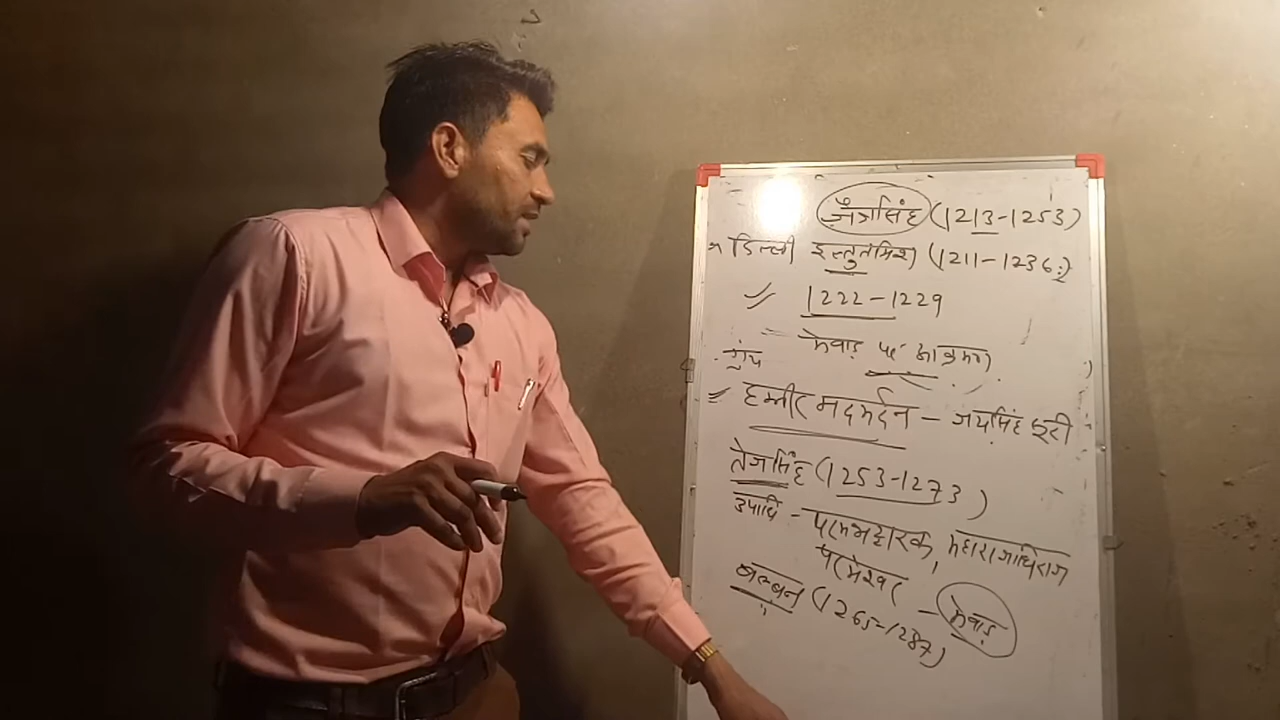 जैत्रसिंह (1213-1253)
दिल्ली इल्तुतमिश (1211-1236)
1222-1229
मेवाड़ पर आक्रमण
ग्रंथ
हम्मीर मदमर्दन - जयसिंह सूरी
तेजसिंह (1253-1273)
उपाधि - परमभट्टारक, महाराजाधिराज
परमेश्वर
बलबन (1265-1287) - मेवाड़